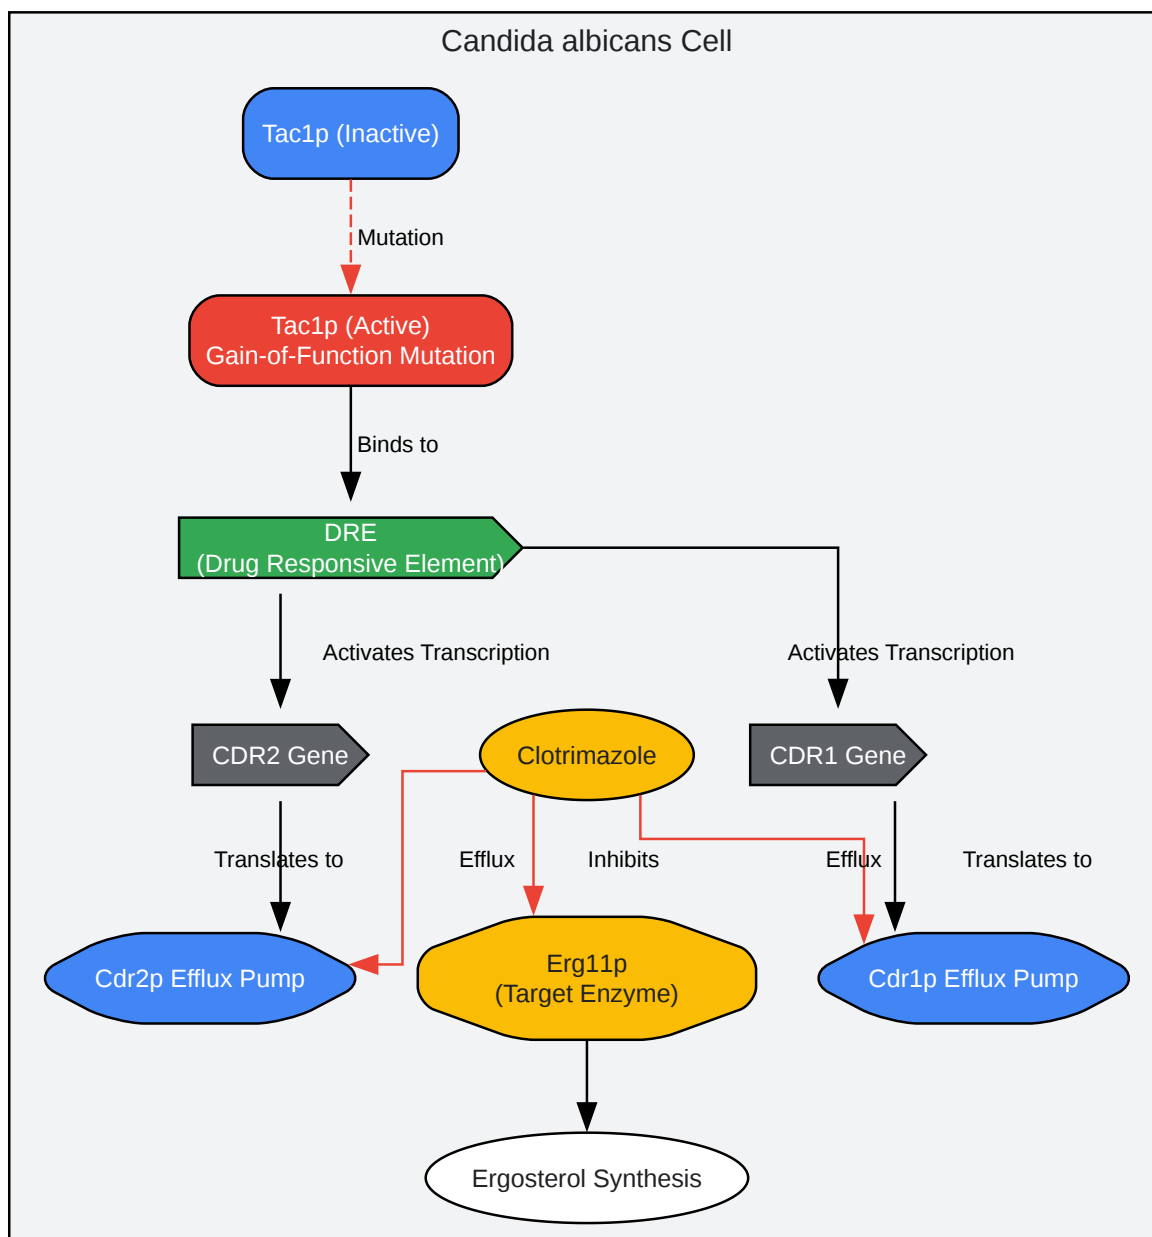 Candida albicans Cell
Tac1p (Inactive)
Mutation
Tac1p (Active)
Gain-of-Function Mutation
Binds to
DRE
(Drug Responsive Element)
Activates Transcription
Activates Transcription
CDR2 Gene
Clotrimazole
CDR1 Gene
Translates to
Efflux
Inhibits
Efflux
Translates to
Cdr2p Efflux Pump
Erg11p
(Target Enzyme)
Cdr1p Efflux Pump
Ergosterol Synthesis